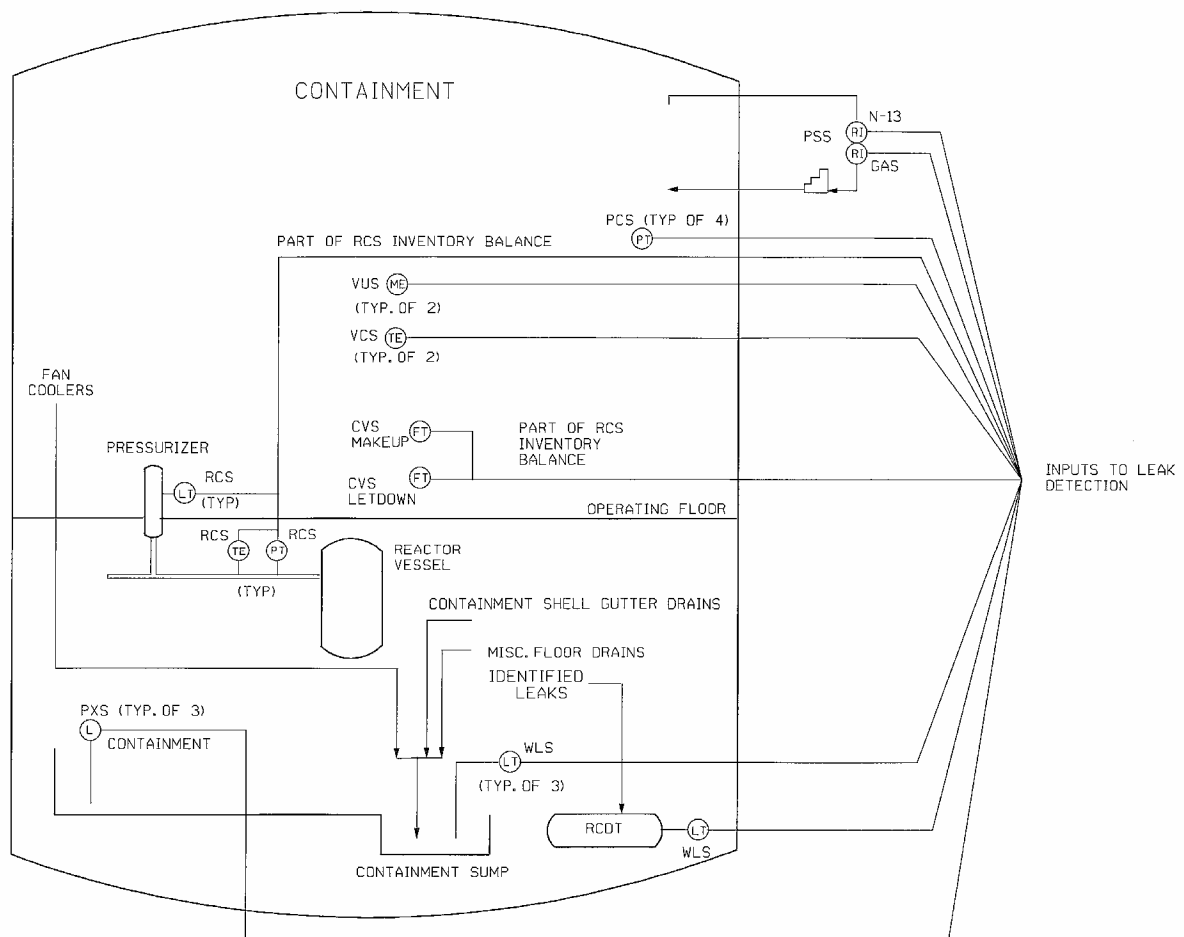 CONTAINMENT
N-13
PSS
RI
RI
GAS
PCS (TYP OF 4)
PT
PART OF RCS INVENTORY BALANCE
VUS
ME
(TYP. OF 2)
VCS
TE
(TYP. OF 2)
FAN
COOLERS
CVS
MAKEUP
FT
PART OF RCS
INVENTORY
BALANCE
PRESSURIZER
RCS
LT
(TYP)
CVS
LETDOWN
FT
INPUTS TO LEAK
DETECTION
OPERATING FLOOR
RCS
RCS
TE
PT
(TYP)
REACTOR
VESSEL
CONTAINMENT SHELL GUTTER DRAINS
MISC. FLOOR DRAINS
IDENTIFIED
LEAKS
PXS (TYP. OF 3)
L
CONTAINMENT
WLS
LT
(TYP. OF 3)
RCDT
LT
WLS
CONTAINMENT SUMP